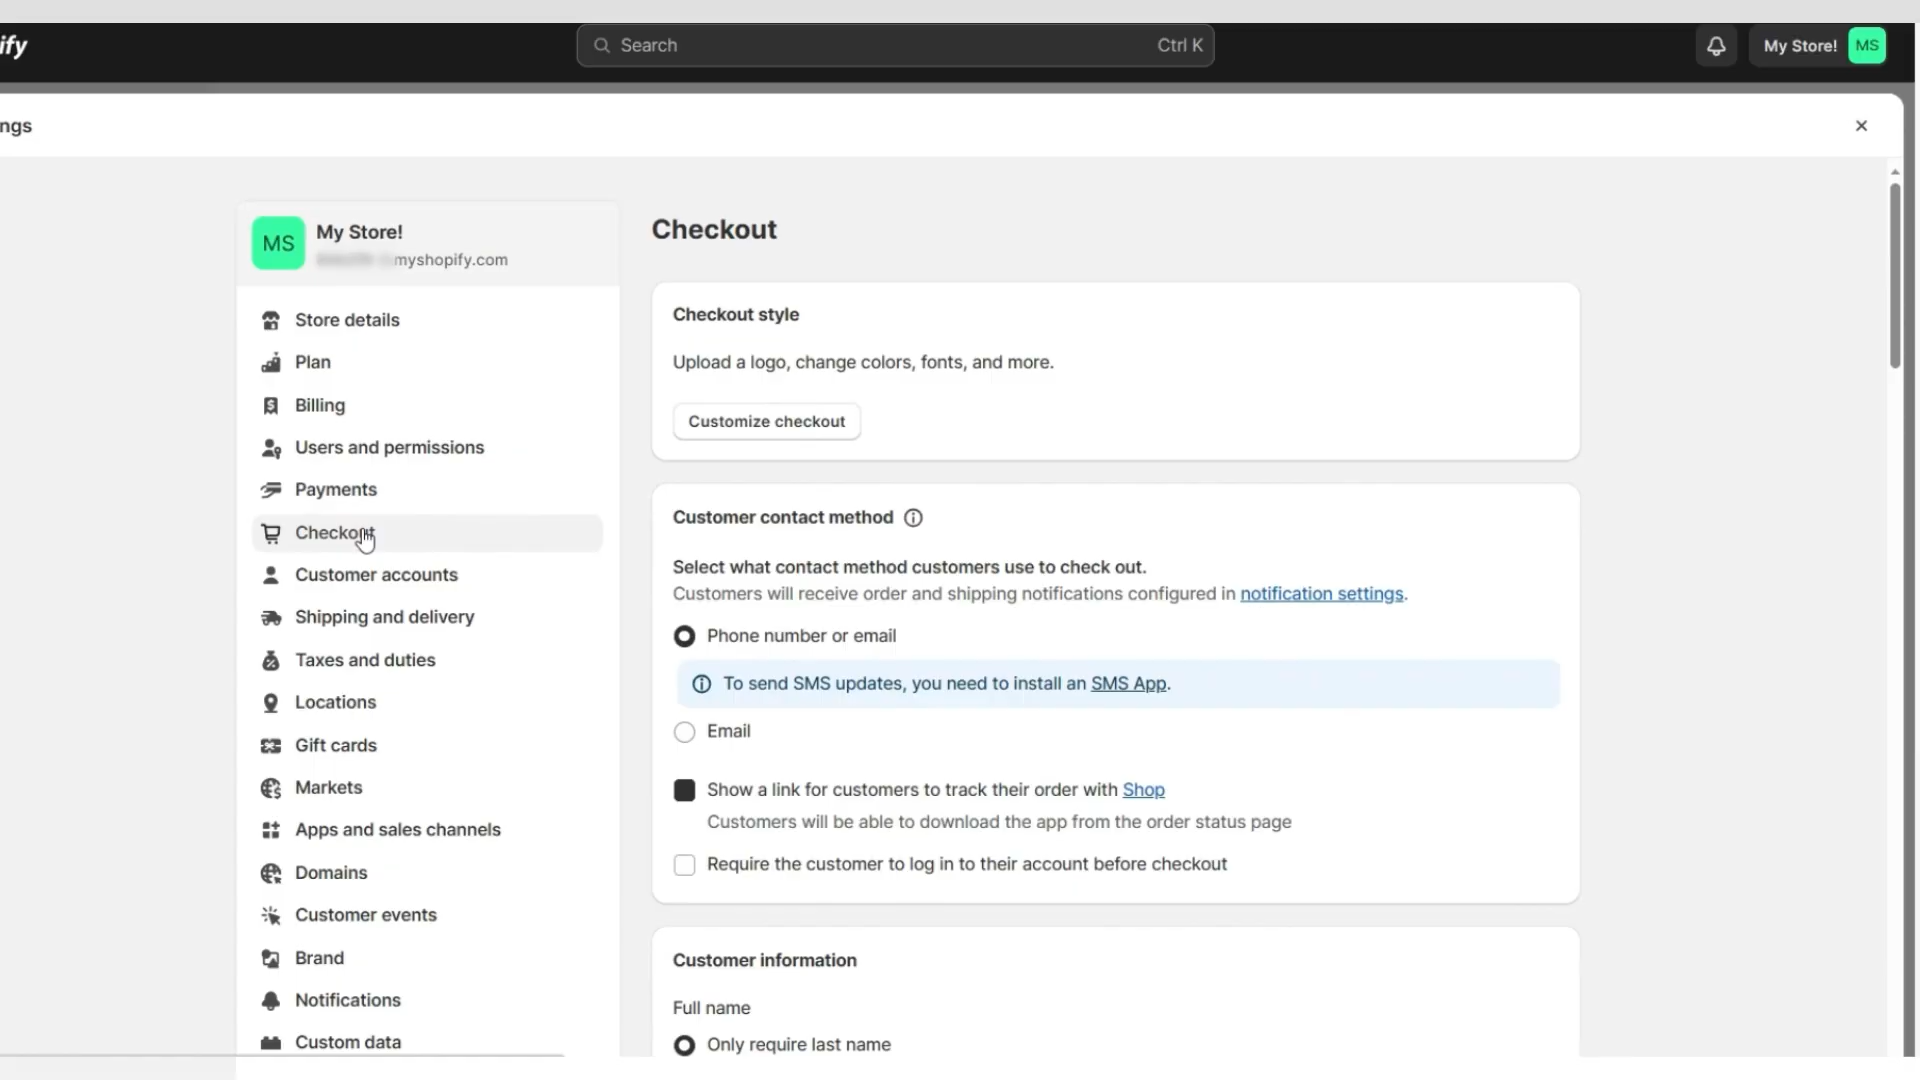 ify
Search
Ctrl K
My Store!
MS
ngs
MS
My Store!
myshopify.com
Store details
Plan
Billing
Users and permissions
Payments
Checkout
Customer accounts
Shipping and delivery
Taxes and duties
Locations
Gift cards
Markets
Apps and sales channels
Domains
Customer events
Brand
Notifications
Custom data
Checkout
Checkout style
Upload a logo, change colors, fonts, and more.
Customize checkout
Customer contact method
Select what contact method customers use to check out.
Customers will receive order and shipping notifications configured in notification settings.
Phone number or email
To send SMS updates, you need to install an SMS App.
Email
Show a link for customers to track their order with Shop
Customers will be able to download the app from the order status page
Require the customer to log in to their account before checkout
Customer information
Full name
Only require last name